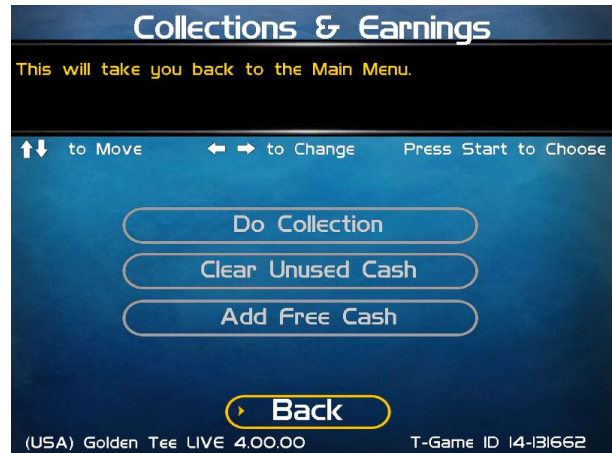 Collections & Earnings
This will take you back to the Main Menu.
to Move to Change Press Start to Choose
Do Collection
Clear Unused Cash
Add Free Cash
Back
(USA) Golden Tee LIVE 4.00.00 T-Game ID 14-131662